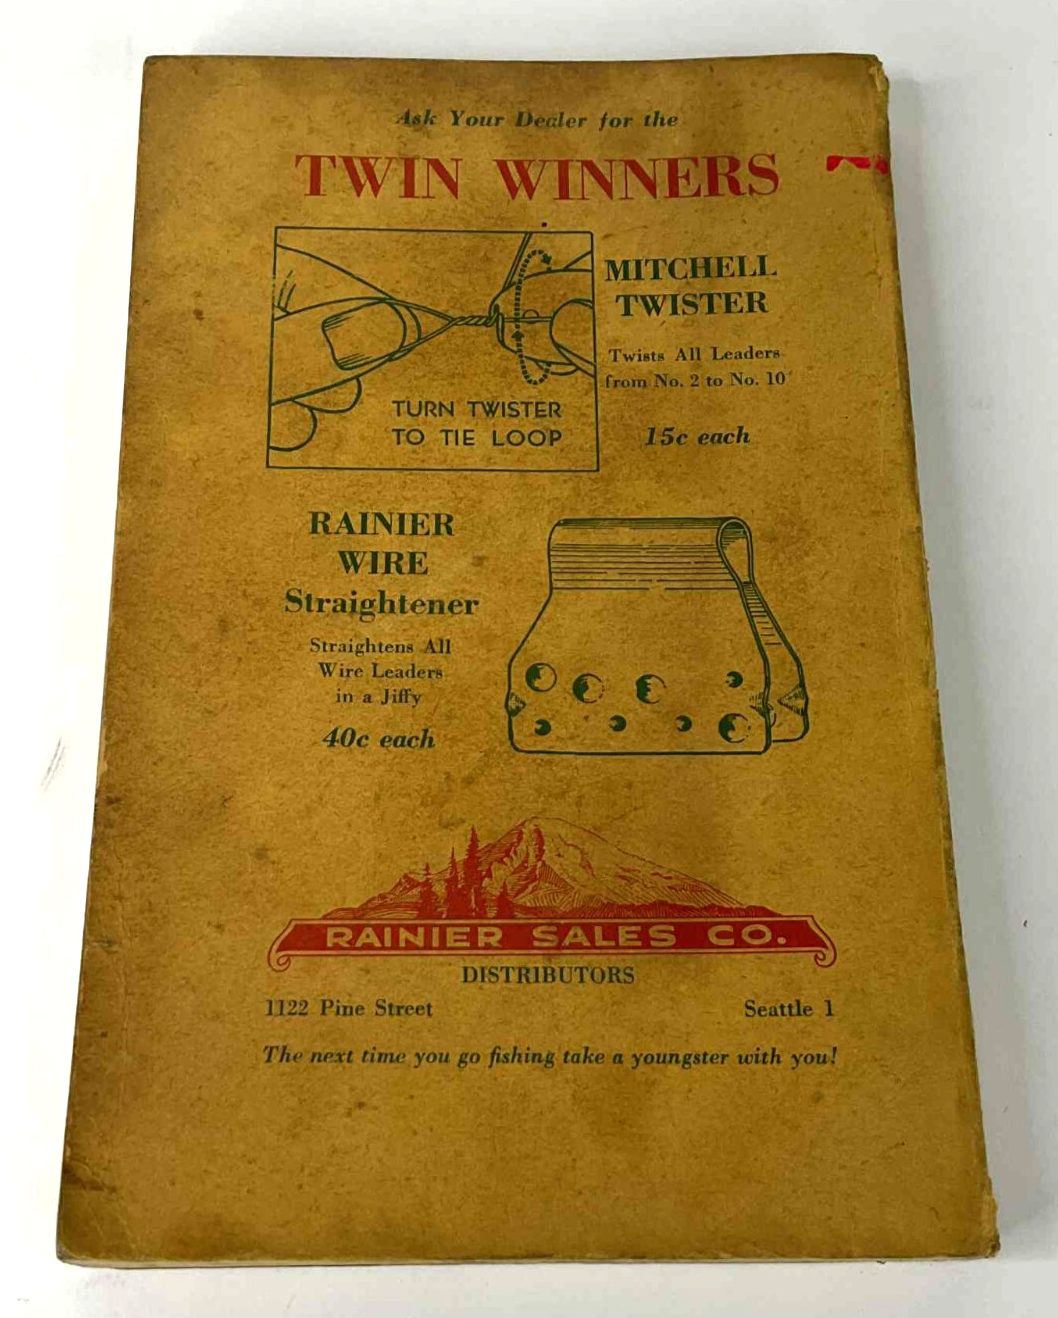 Ask Your Dealer for the
TWIN WINNERS
MITCHELL
TWISTER
Twists All Leaders
from No. 2 to No. 10
15c each
TURN TWISTER
TO TIE LOOP
RAINIER
WIRE
Straightener
Straightens All
Wire Leaders
in a Jiffy
40c each
RAINIER SALES CO.
DISTRIBUTORS
1122 Pine Street Seattle 1
The next time you go fishing take a youngster with you!